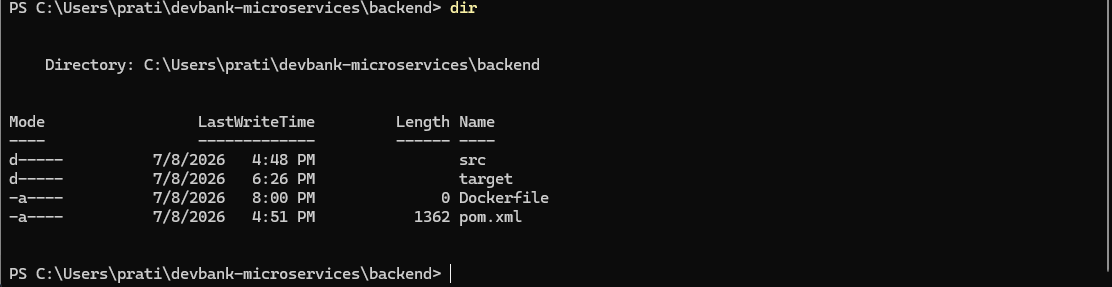 PS C:\Users\prati\devbank-microservices\backend> dir
Directory: C:\Users\prati\devbank-microservices\backend
Mode LastWriteTime Length Name
---- ------------- ------ ----
d----- 7/8/2026 4:48 PM src
d----- 7/8/2026 6:26 PM target
-a---- 7/8/2026 8:00 PM 0 Dockerfile
-a---- 7/8/2026 4:51 PM 1362 pom.xml
PS C:\Users\prati\devbank-microservices\backend>